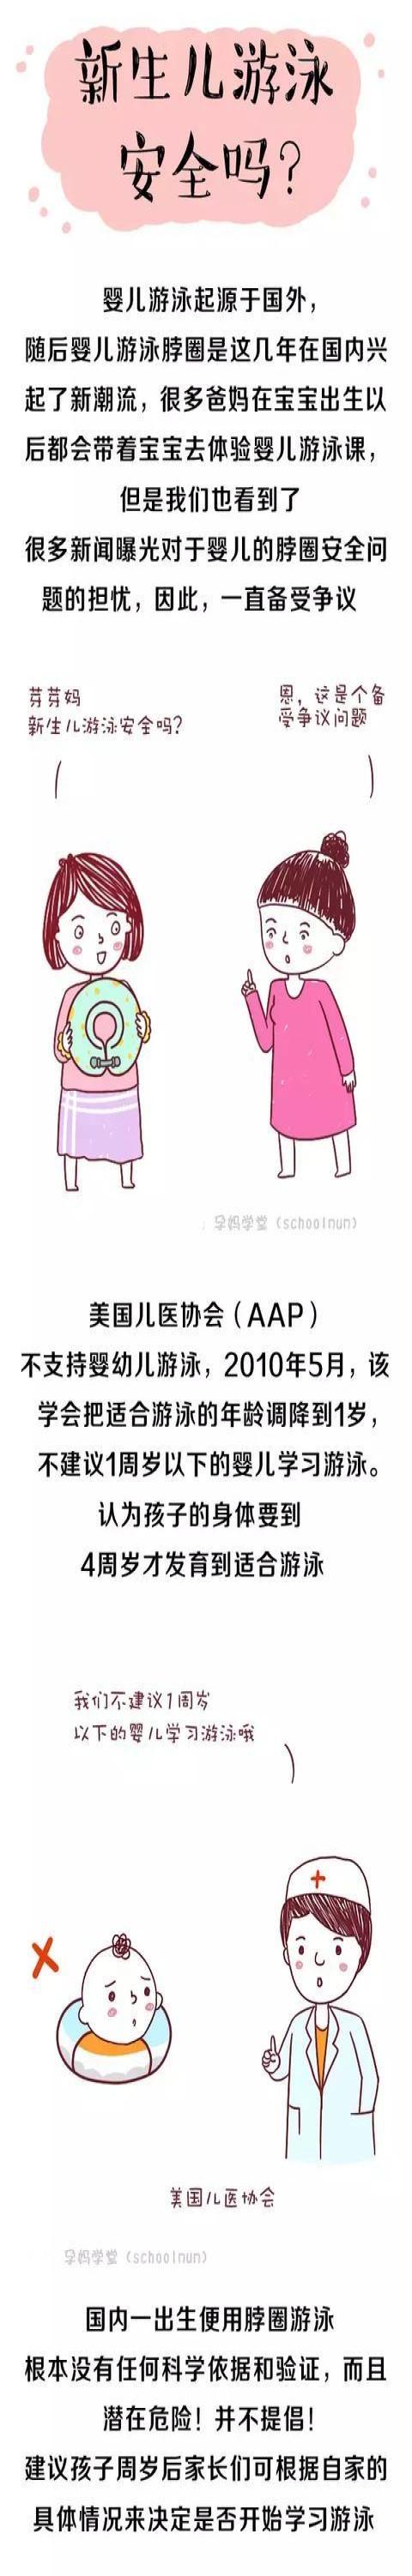 新生儿游泳
安全吗？
婴儿游泳起源于国外，
随后婴儿游泳脖圈是这几年在国内兴
起了新潮流，很多爸妈在宝宝出生以
后都会带着宝宝去体验婴儿游泳课，
但是我们也看到了
很多新闻曝光对于婴儿的脖圈安全问
题的担忧，因此，一直备受争议
芽芽妈
新生儿游泳安全吗？
恩，这是个备
受争议问题
孕妈学堂（schoolnun）
美国儿医协会（AAP）
不支持婴幼儿游泳，2010年5月，该
学会把适合游泳的年龄调降到1岁，
不建议1周岁以下的婴儿学习游泳。
认为孩子的身体要到
4周岁才发育到适合游泳
我们不建议1周岁
以下的婴儿学习游泳哦
美国儿医协会
孕妈学堂（schoolnun）
国内一出生便用脖圈游泳
根本没有任何科学依据和验证，而且
潜在危险！并不提倡！
建议孩子周岁后家长们可根据自家的
具体情况来决定是否开始学习游泳